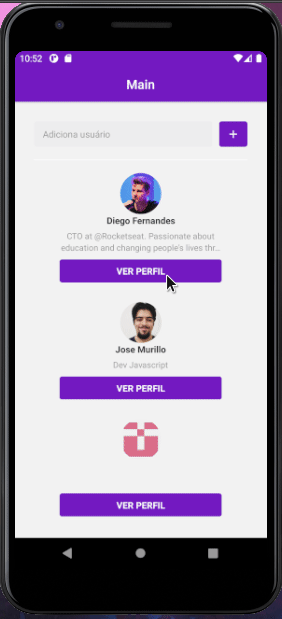 10:52
Main
Adiciona usuário
+
Diego Fernandes
CTO at @Rocketseat. Passionate about
education and changing people's lives thr...
VER PERFIL
Jose Murillo
Dev Javascript
VER PERFIL
VER PERFIL